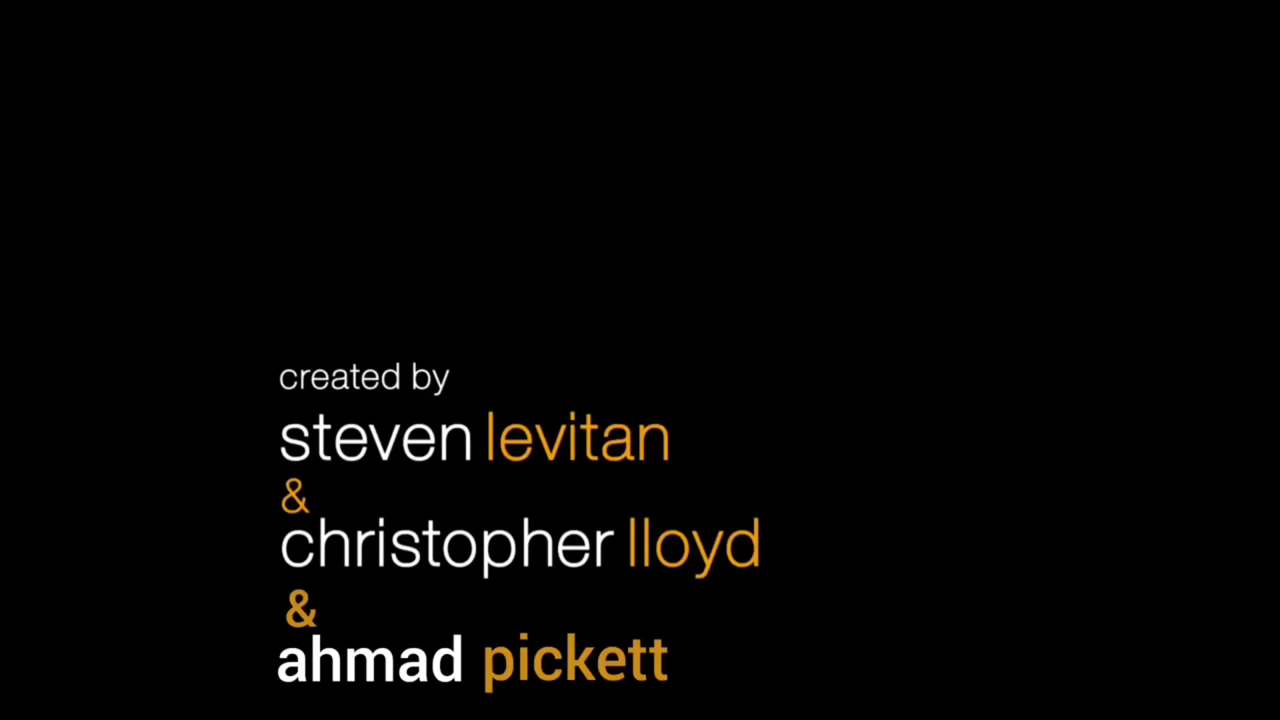 created by
steven levitan
&
christopher lloyd
&
ahmad pickett